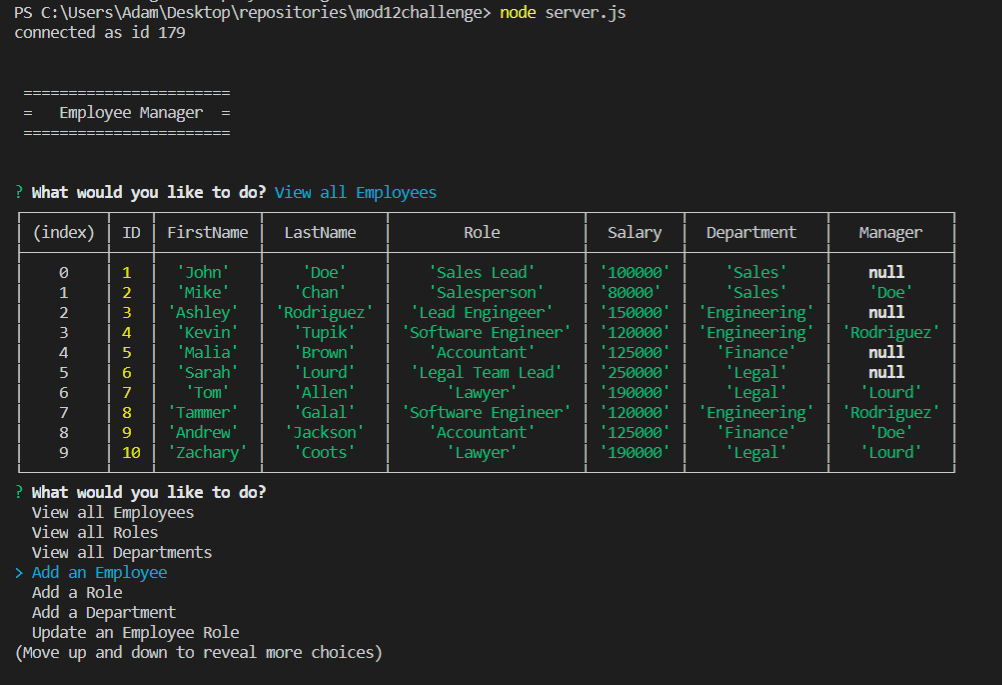 PS C:\Users\Adam\Desktop\repositories\mod12challenge> node server.js
connected as id 179
=======================
=   Employee Manager  =
=======================
? What would you like to do? View all Employees
(index) ID FirstName LastName Role Salary Department Manager
0 1 'John' 'Doe' 'Sales Lead' '100000' 'Sales' null
1 2 'Mike' 'Chan' 'Salesperson' '80000' 'Sales' 'Doe'
2 3 'Ashley' 'Rodriguez' 'Lead Engingeer' '150000' 'Engineering' null
3 4 'Kevin' 'Tupik' 'Software Engineer' '120000' 'Engineering' 'Rodriguez'
4 5 'Malia' 'Brown' 'Accountant' '125000' 'Finance' null
5 6 'Sarah' 'Lourd' 'Legal Team Lead' '250000' 'Legal' null
6 7 'Tom' 'Allen' 'Lawyer' '190000' 'Legal' 'Lourd'
7 8 'Tammer' 'Galal' 'Software Engineer' '120000' 'Engineering' 'Rodriguez'
8 9 'Andrew' 'Jackson' 'Accountant' '125000' 'Finance' 'Doe'
9 10 'Zachary' 'Coots' 'Lawyer' '190000' 'Legal' 'Lourd'
? What would you like to do?
View all Employees
View all Roles
View all Departments
> Add an Employee
Add a Role
Add a Department
Update an Employee Role
(Move up and down to reveal more choices)